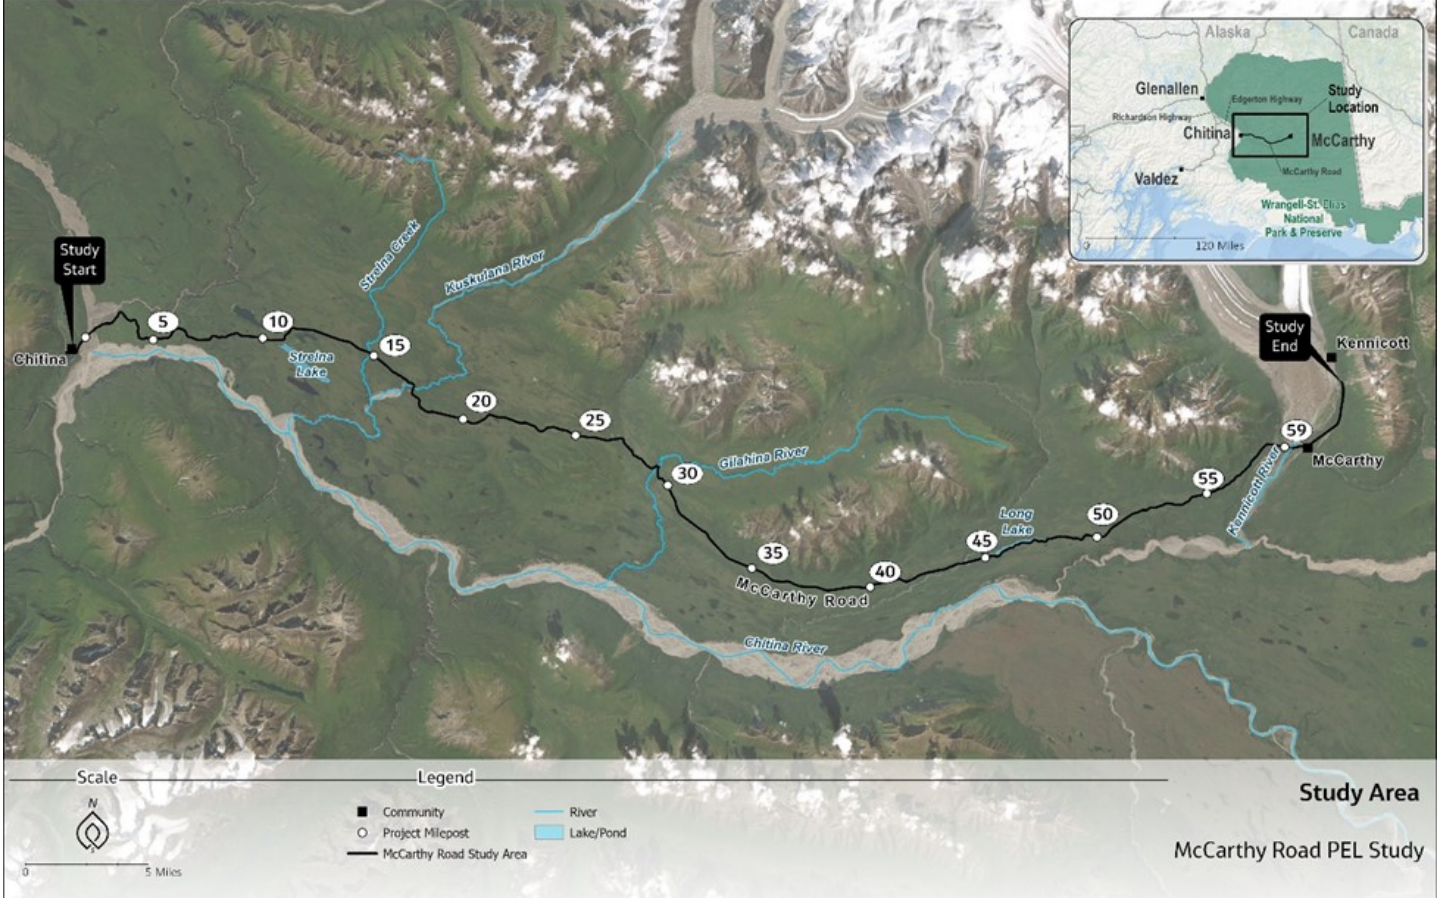 Alaska
Canada
Glenallen
Edgerton Highway
Study
Location
Richardson Highway
Chitina
McCarthy
McCarthy Road
Valdez
Wrangell-St. Elias
National
Park & Preserve
0
120 Miles
Study
Start
Strelna Creek
Kuskulana River
Chitina
5
10
15
Strelna
Lake
20
25
30
Gilahina River
35
40
McCarthy Road
45
Long
Lake
50
55
59
Study
End
Kennicott
McCarthy
Kennicott River
Chitina River
Scale
Legend
N
S
0
5 Miles
Community
Project Milepost
McCarthy Road Study Area
River
Lake/Pond
Study Area
McCarthy Road PEL Study